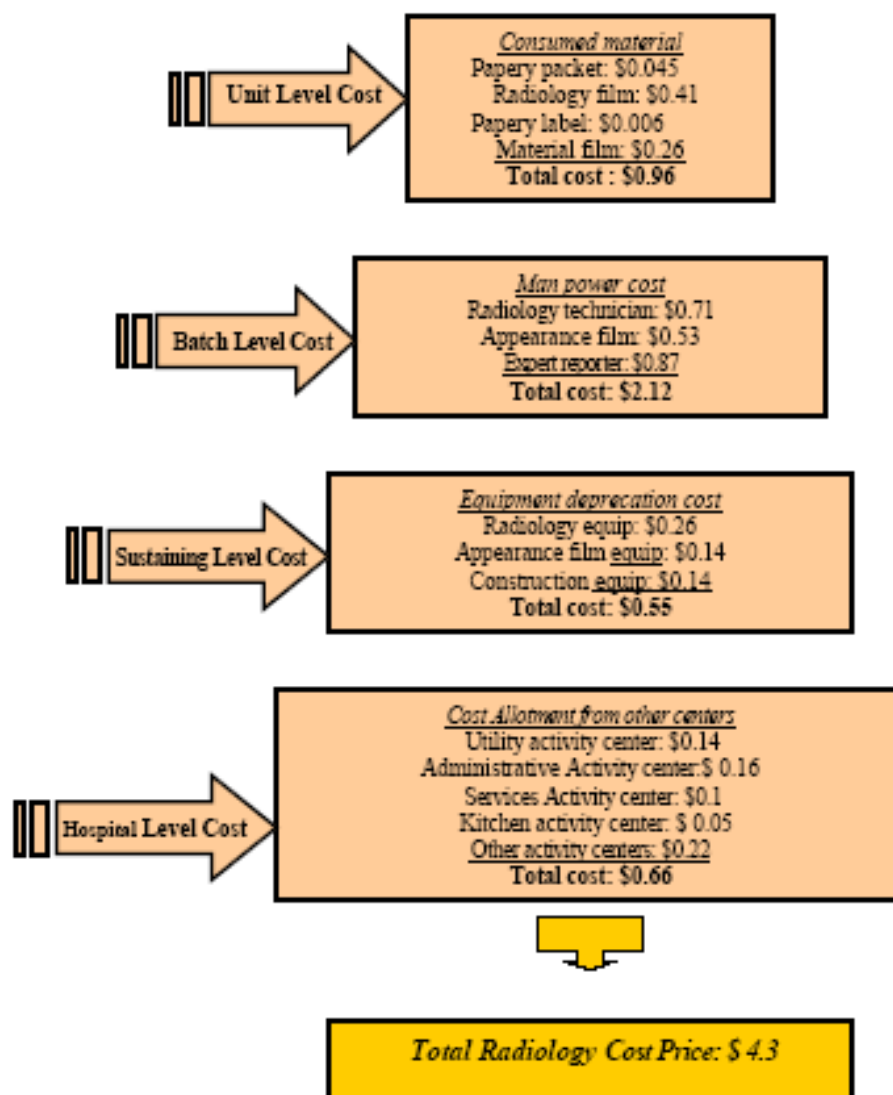 Unit Level Cost
Consumed material
Papery packet: $0.045
Radiology film: $0.41
Papery label: $0.006
Material film: $0.26
Total cost : $0.96
Batch Level Cost
Man power cost
Radiology technician: $0.71
Appearance film: $0.53
Expert reporter: $0.87
Total cost: $2.12
Sustaining Level Cost
Equipment deprecation cost
Radiology equip: $0.26
Appearance film equip: $0.14
Construction equip: $0.14
Total cost: $0.55
Hospital Level Cost
Cost Allotment from other centers
Utility activity center: $0.14
Administrative Activity center:$ 0.16
Services Activity center: $0.1
Kitchen activity center: $ 0.05
Other activity centers: $0.22
Total cost: $0.66
Total Radiology Cost Price: $ 4.3